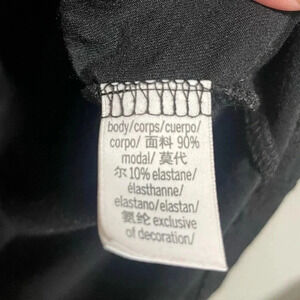 body/corps/cuerpo/
corpo/ 面料 90%
modal/ 莫代
尔 10% elastane/
élasthanne/
elastano/elastan/
氨纶 exclusive
of decoration/